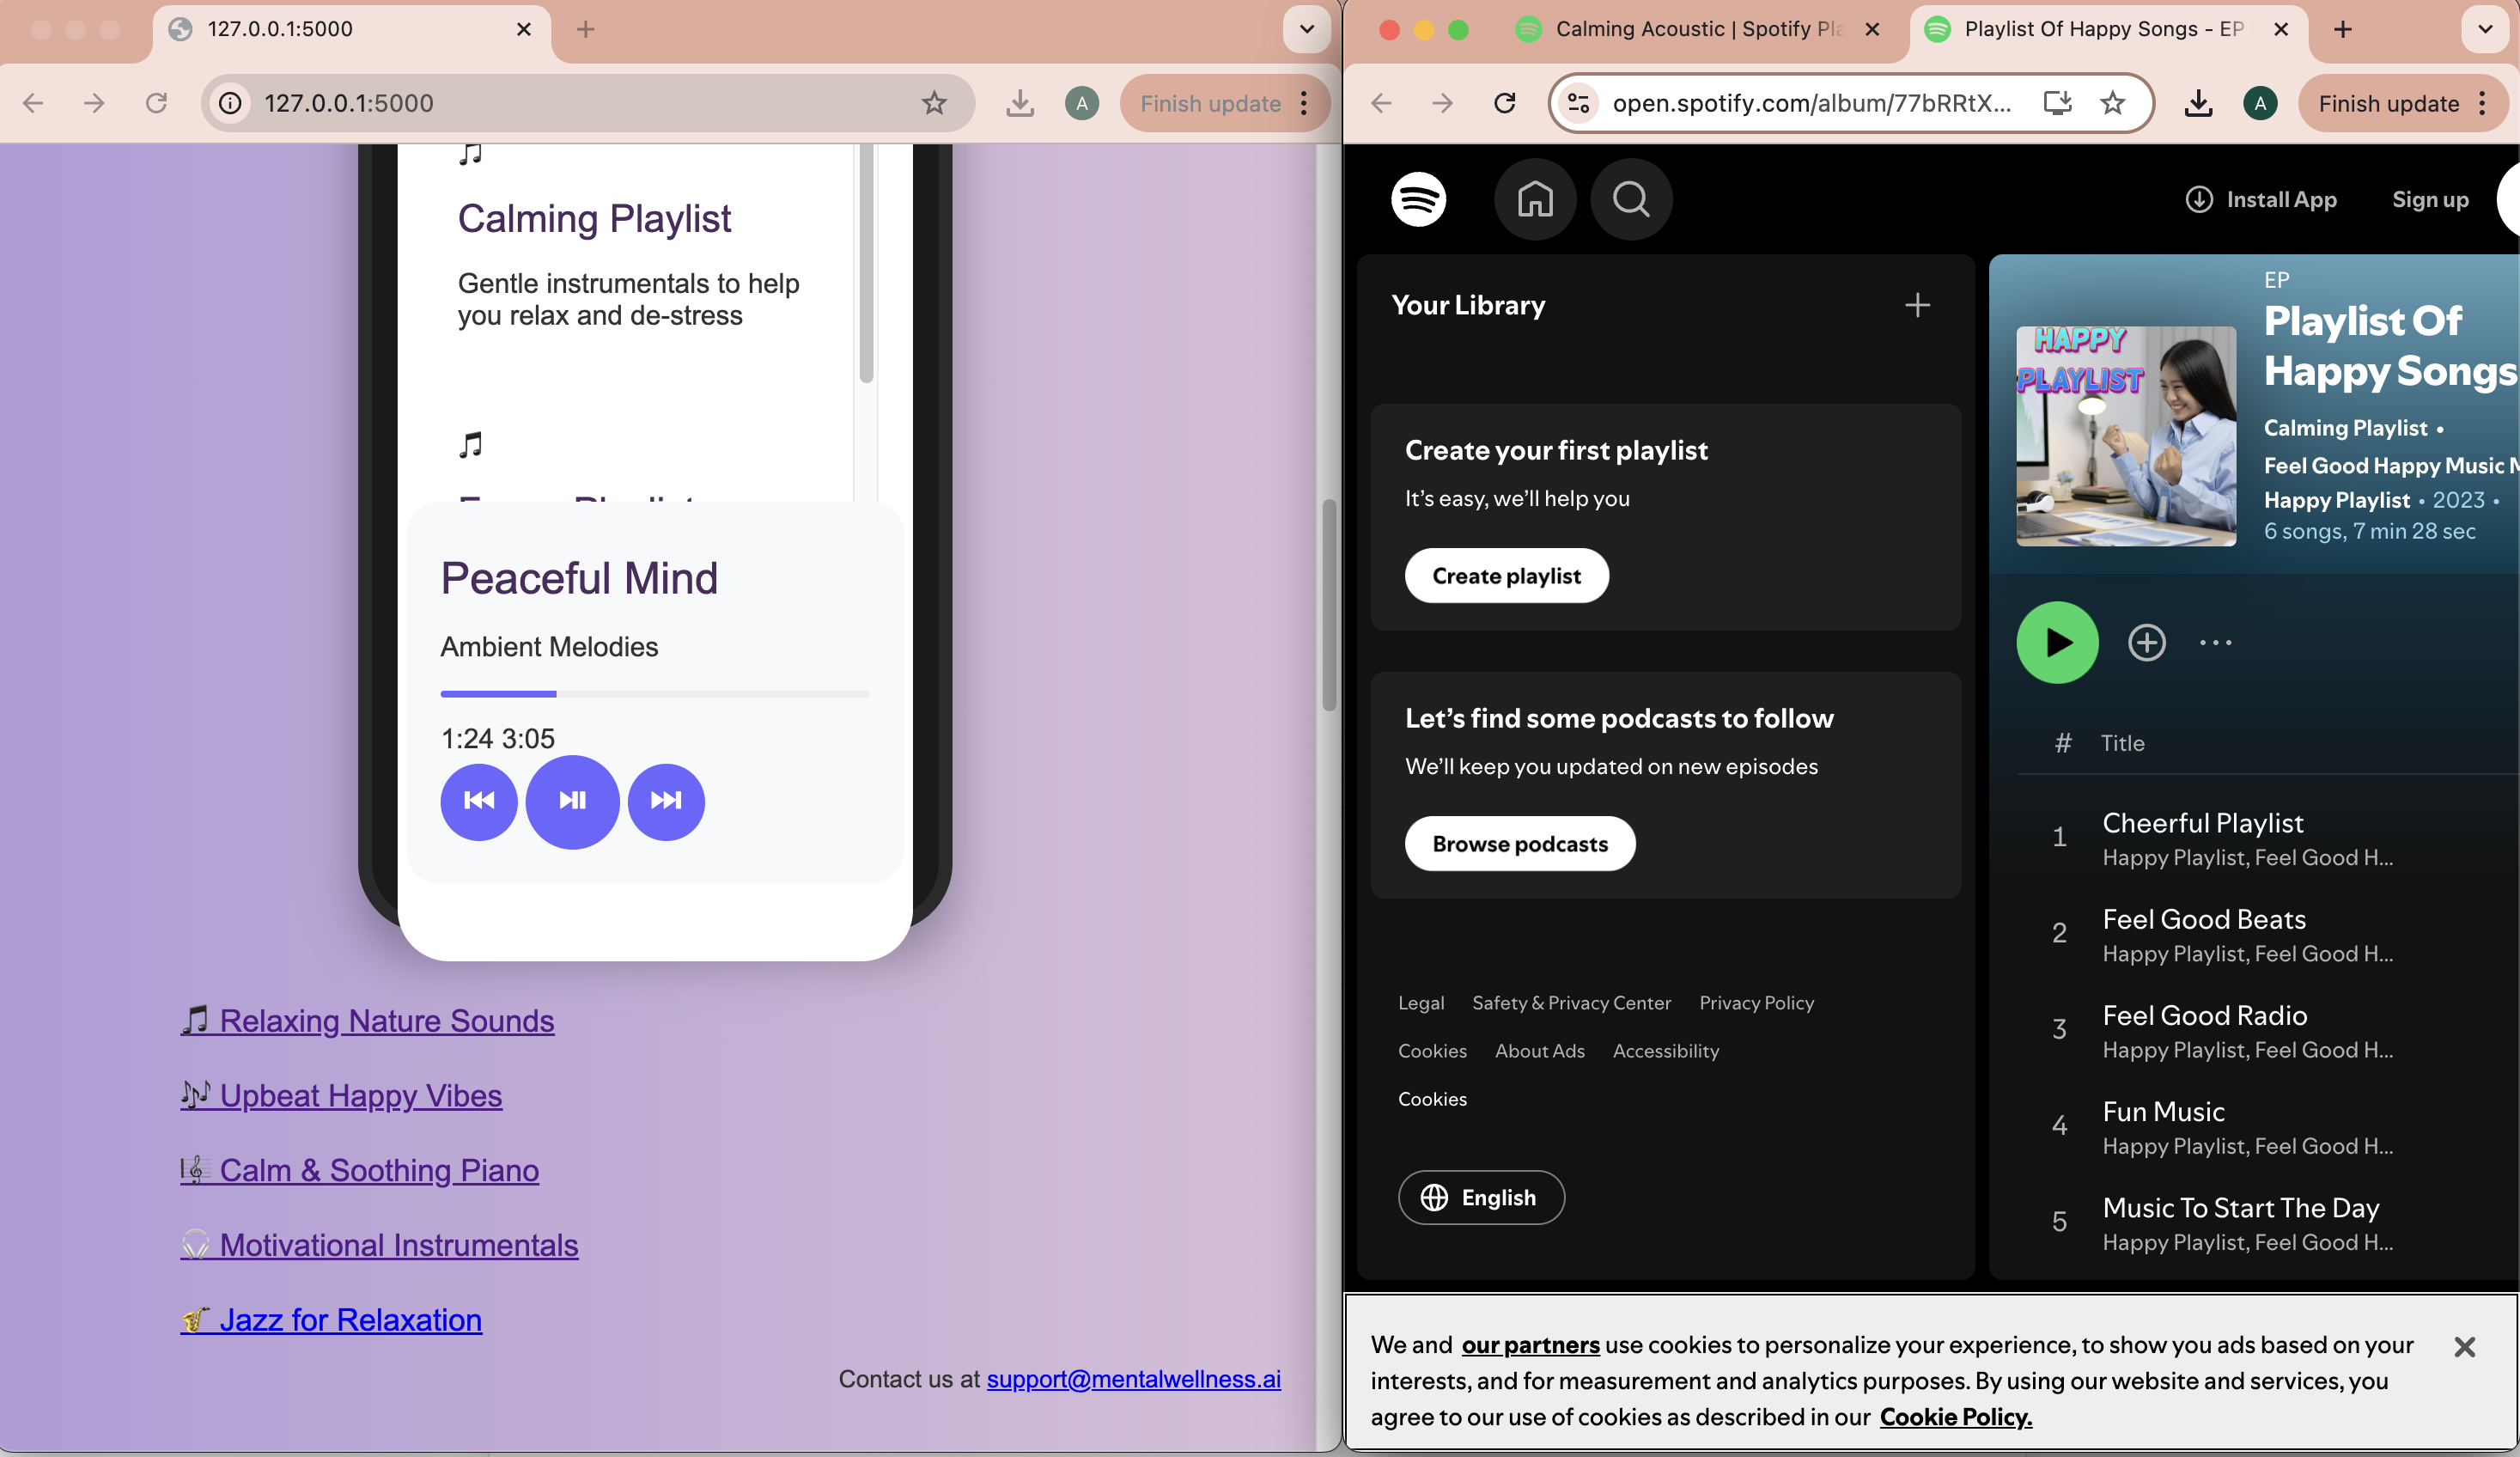 127.0.0.1:5000
127.0.0.1:5000
A
Finish update
Calming Playlist
Gentle instrumentals to help
you relax and de-stress
Peaceful Mind
Ambient Melodies
1:24 3:05
Relaxing Nature Sounds
Upbeat Happy Vibes
Calm & Soothing Piano
Motivational Instrumentals
Jazz for Relaxation
Contact us at support@mentalwellness.ai
Calming Acoustic | Spotify Pla
Playlist Of Happy Songs - EP
open.spotify.com/album/77bRRtX...
A
Finish update
Install App
Sign up
Your Library
Create your first playlist
It's easy, we'll help you
Create playlist
Let's find some podcasts to follow
We'll keep you updated on new episodes
Browse podcasts
Legal Safety & Privacy Center Privacy Policy
Cookies About Ads Accessibility
Cookies
English
EP
Playlist Of
Happy Songs
HAPPY
PLAYLIST
Calming Playlist •
Feel Good Happy Music
Happy Playlist • 2023 •
6 songs, 7 min 28 sec
# Title
1 Cheerful Playlist
Happy Playlist, Feel Good H...
2 Feel Good Beats
Happy Playlist, Feel Good H...
3 Feel Good Radio
Happy Playlist, Feel Good H...
4 Fun Music
Happy Playlist, Feel Good H...
5 Music To Start The Day
Happy Playlist, Feel Good H...
We and our partners use cookies to personalize your experience, to show you ads based on your
interests, and for measurement and analytics purposes. By using our website and services, you
agree to our use of cookies as described in our Cookie Policy.